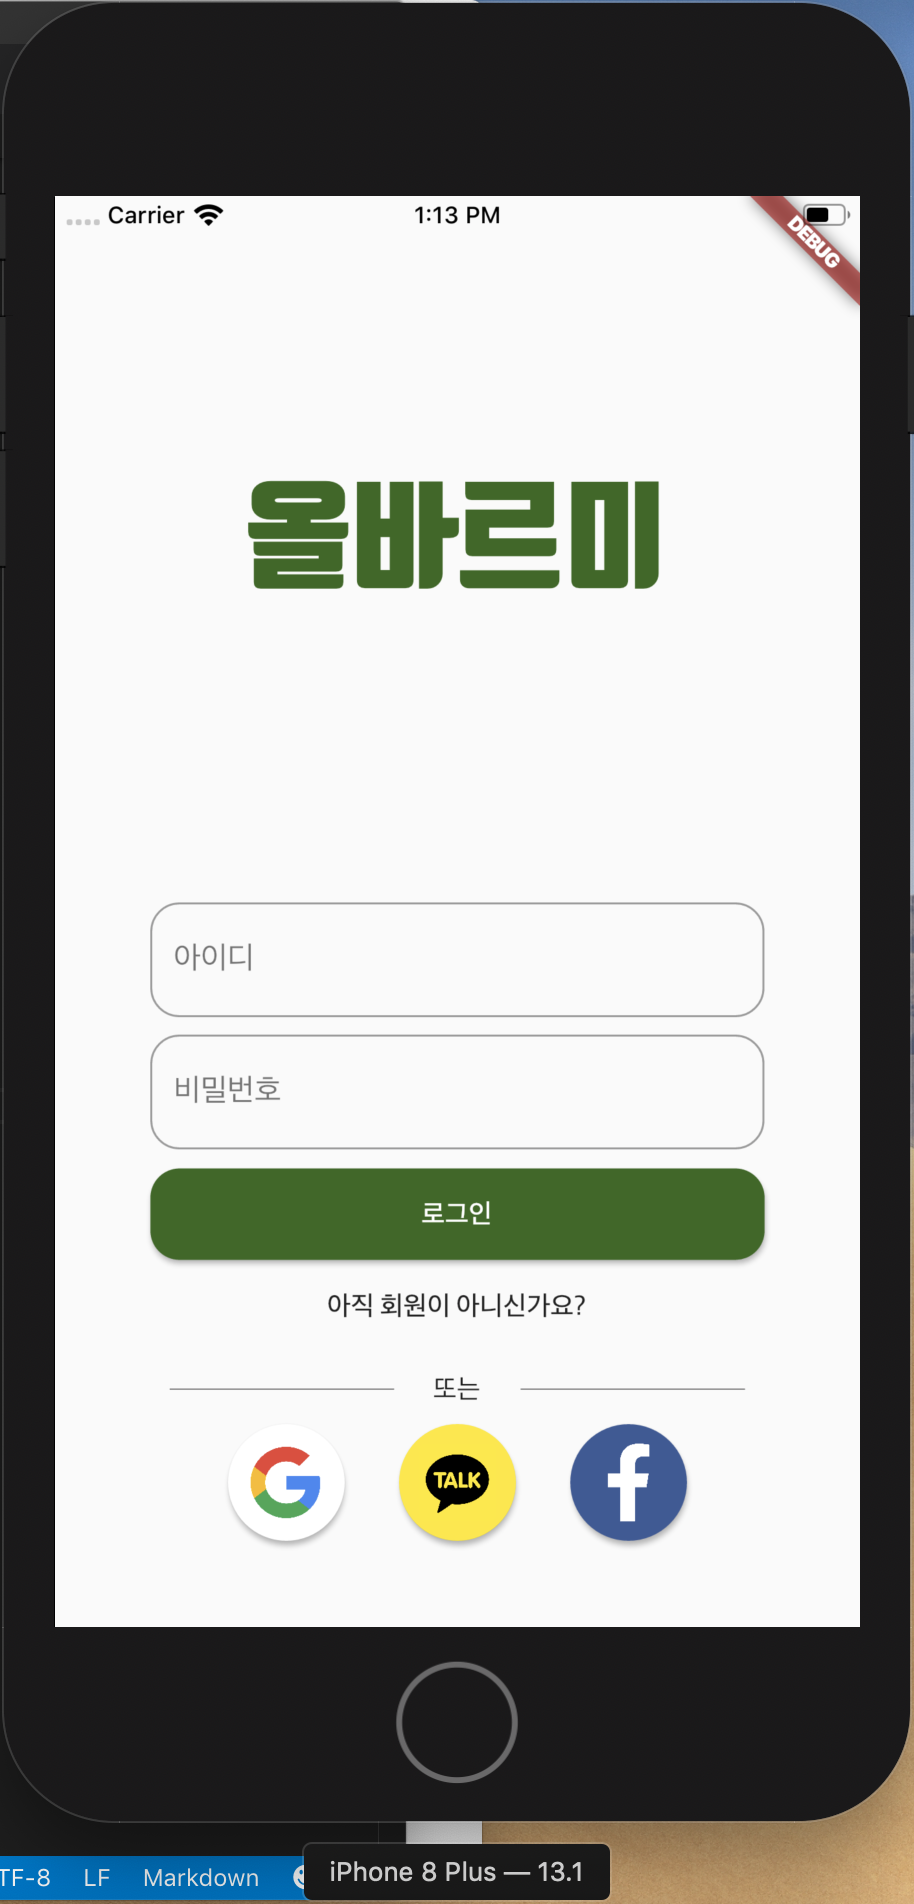 Carrier 1:13 PM
DEBUG
올바르미
아이디
비밀번호
로그인
아직 회원이 아니신가요?
또는
G TALK f
TF-8 LF Markdown
iPhone 8 Plus — 13.1